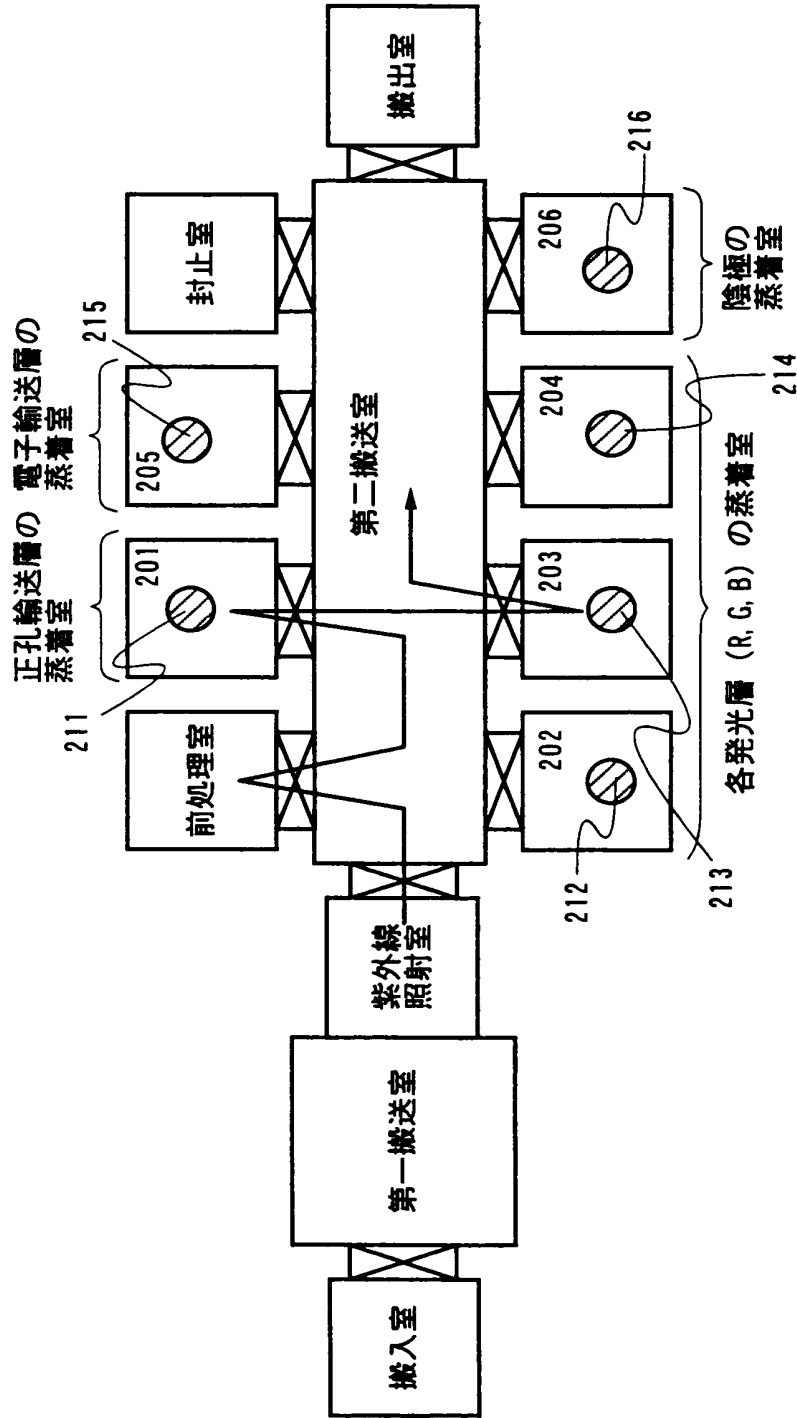 正孔輸送層の
蒸着室
電子輸送層の
蒸着室
211
215
前処理室
201
205
封止室
搬入室
第一搬送室
紫外線
照射室
第二搬送室
搬出室
202
203
204
206
212
213
214
216
各発光層 (R, G, B) の蒸着室
陰極の
蒸着室